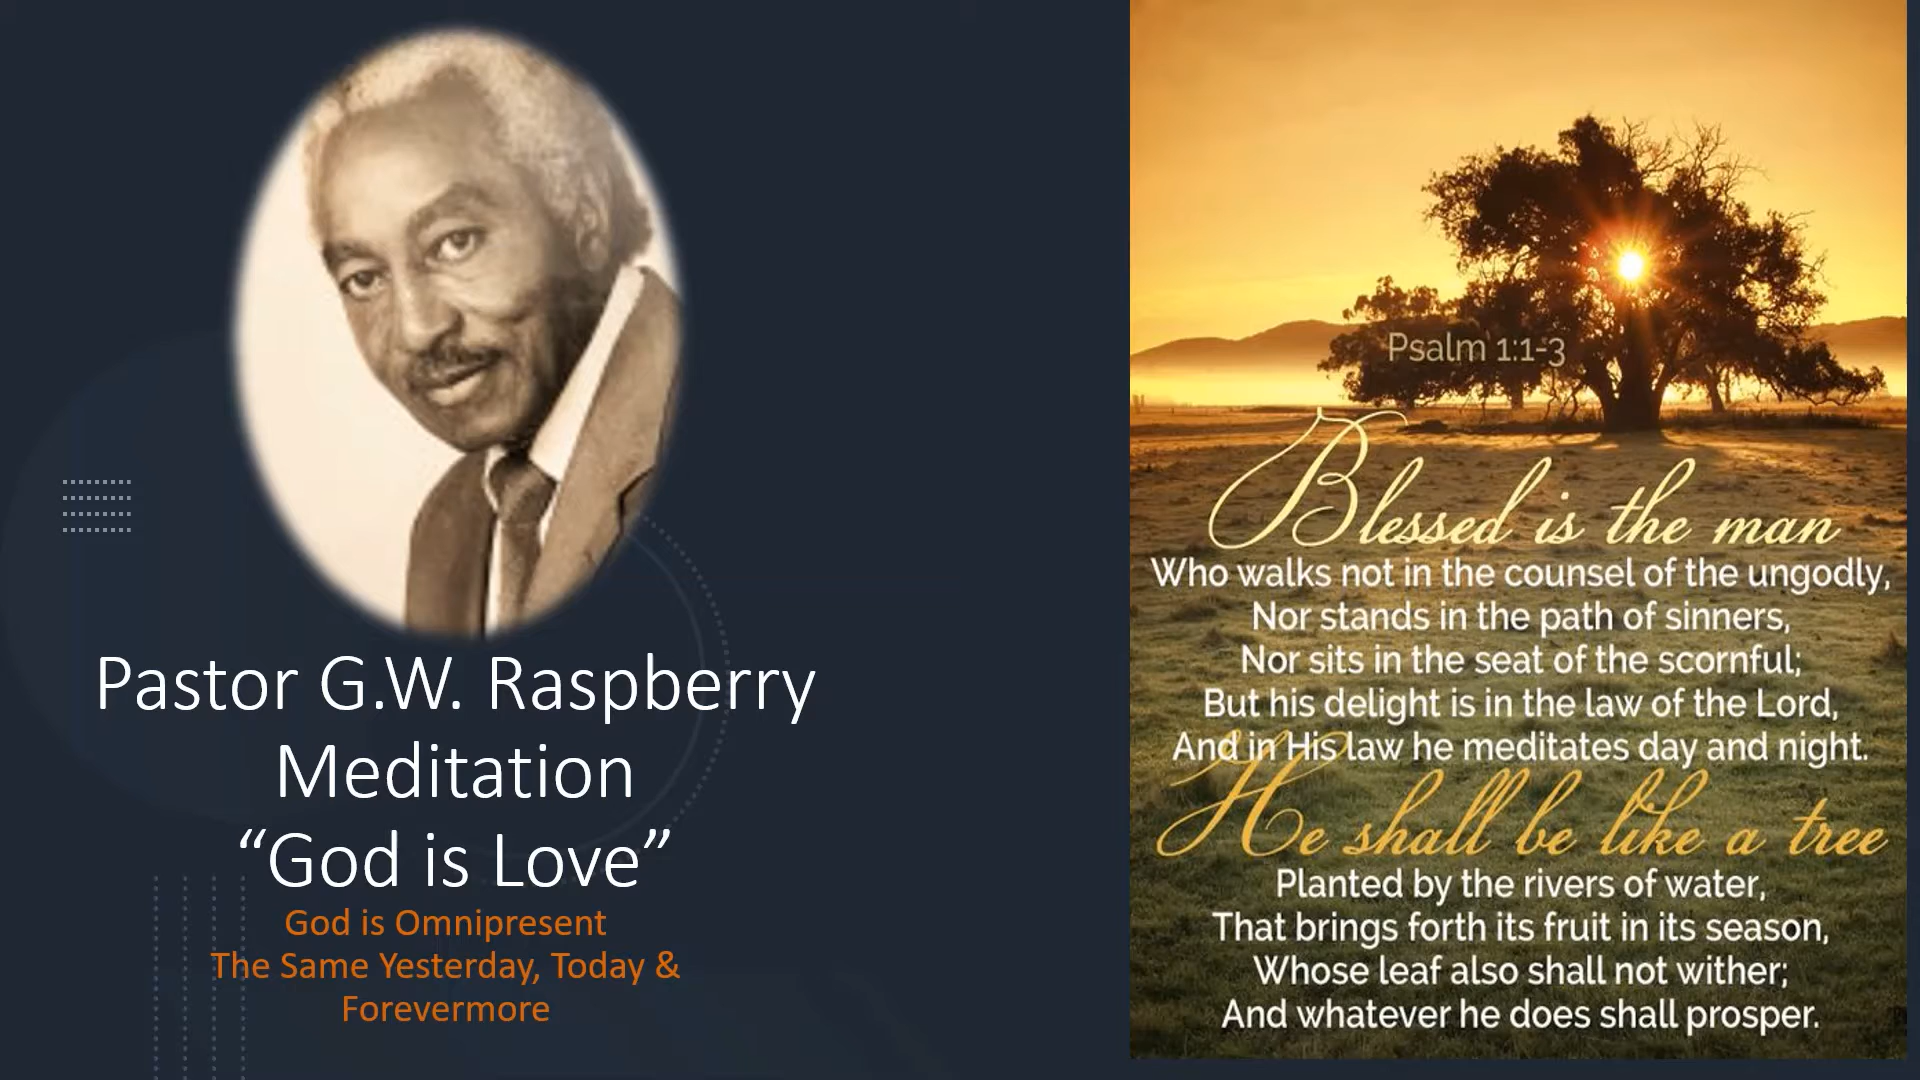 Pastor G.W. Raspberry
Meditation
“God is Love”
God is Omnipresent
The Same Yesterday, Today &
Forevermore
Psalm 1:1-3
Blessed is the man
Who walks not in the counsel of the ungodly,
Nor stands in the path of sinners,
Nor sits in the seat of the scornful;
But his delight is in the law of the Lord,
And in His law he meditates day and night.
He shall be like a tree
Planted by the rivers of water,
That brings forth its fruit in its season,
Whose leaf also shall not wither;
And whatever he does shall prosper.